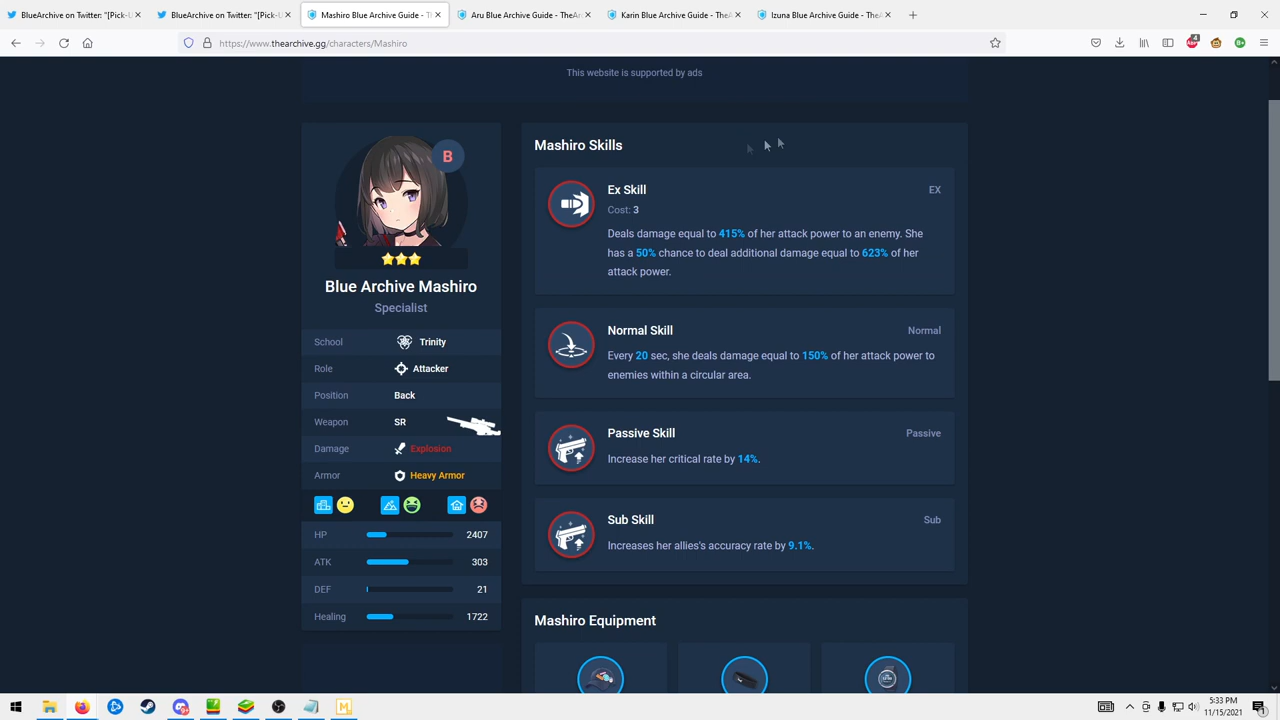 BlueArchive on Twitter: "[Pick-U
BlueArchive on Twitter: "[Pick-U
Mashiro Blue Archive Guide - Th
Aru Blue Archive Guide - TheAr
Karin Blue Archive Guide - TheA
Izuna Blue Archive Guide - TheA
https://www.thearchive.gg/characters/Mashiro
4
B+
This website is supported by ads
B
Blue Archive Mashiro
Specialist
School Trinity
Role Attacker
Position Back
Weapon SR
Damage Explosion
Armor Heavy Armor
HP 2407
ATK 303
DEF 21
Healing 1722
Mashiro Skills
Ex Skill EX
Cost: 3
Deals damage equal to 415% of her attack power to an enemy. She
has a 50% chance to deal additional damage equal to 623% of her
attack power.
Normal Skill Normal
Every 20 sec, she deals damage equal to 150% of her attack power to
enemies within a circular area.
Passive Skill Passive
Increase her critical rate by 14%.
Sub Skill Sub
Increases her allies's accuracy rate by 9.1%.
Mashiro Equipment
5:33 PM
11/15/2021